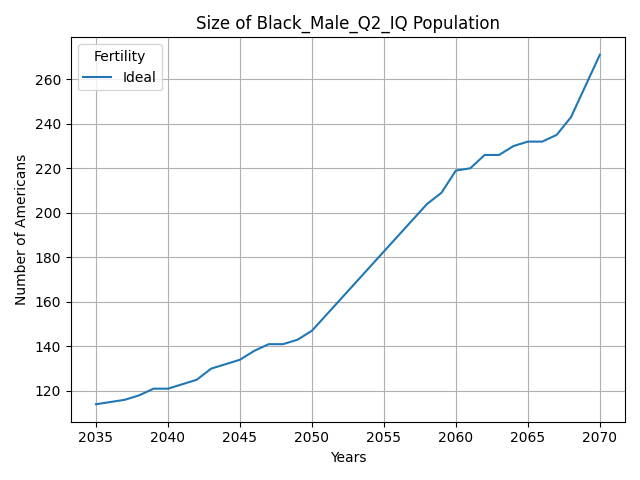 Size of Black_Male_Q2_IQ Population
Fertility
Ideal
Number of Americans
260
240
220
200
180
160
140
120
2035 2040 2045 2050 2055 2060 2065 2070
Years